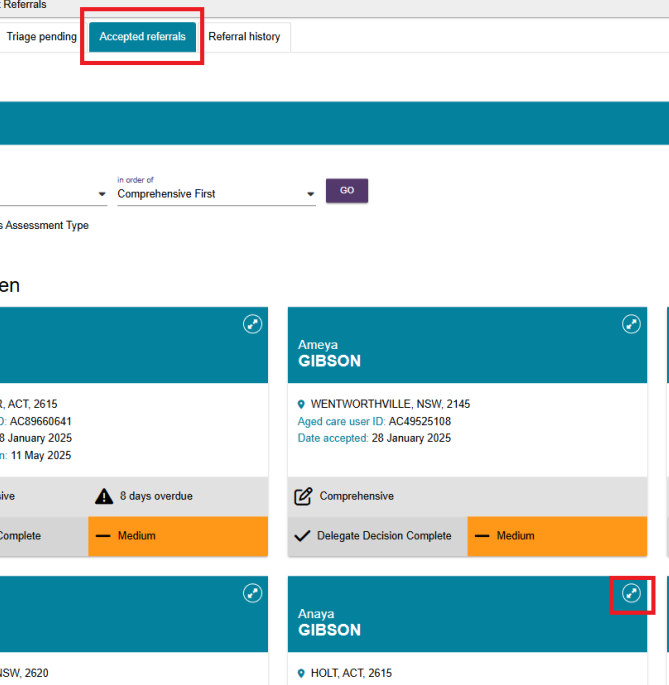 Referrals
Triage pending Accepted referrals Referral history
in order of
Comprehensive First GO
s Assessment Type
en
Ameya
GIBSON
, ACT, 2615
D: AC89660641
8 January 2025
n: 11 May 2025
WENTWORTHVILLE, NSW, 2145
Aged care user ID: AC49525108
Date accepted: 28 January 2025
sive 8 days overdue
Complete Medium
Comprehensive
Delegate Decision Complete Medium
Anaya
GIBSON
NSW, 2620
HOLT, ACT, 2615